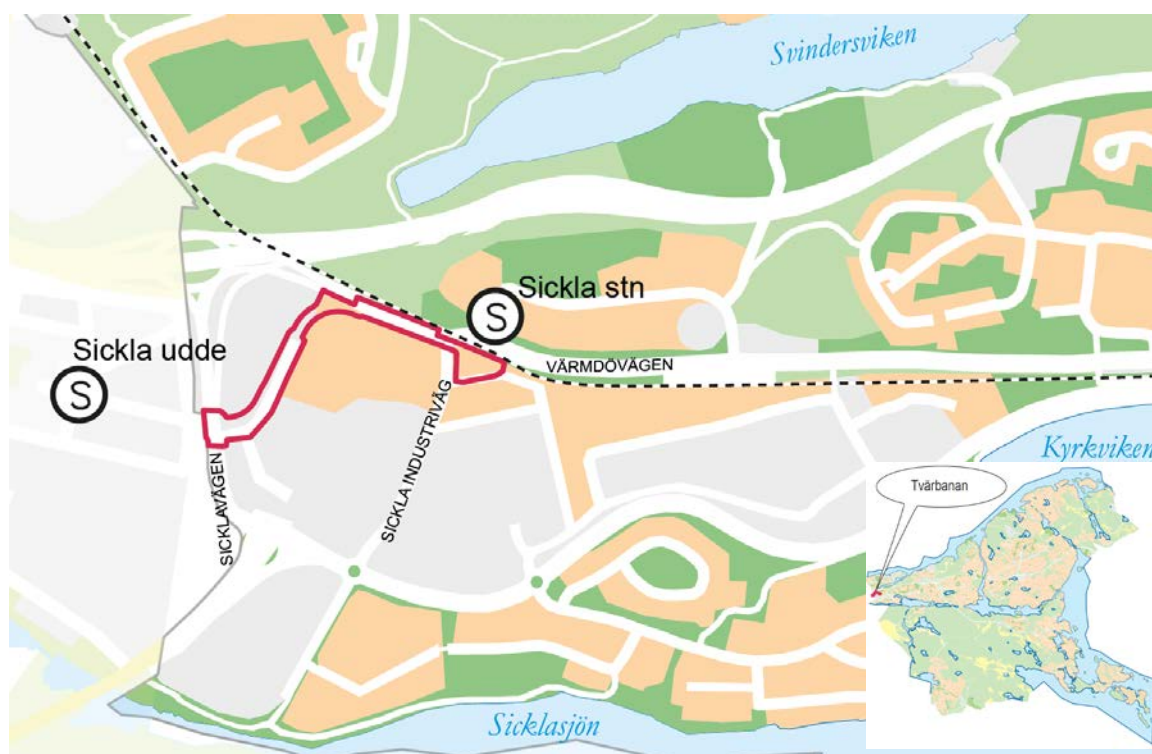 Svindersviken
Sickla stn
S
Sickla udde
S
VÄRMDÖVÄGEN
SICKLA INDUSTRIVÄG
SICKLAVÄGEN
Kyrkviken
Tvärbanan
Sicklasjön